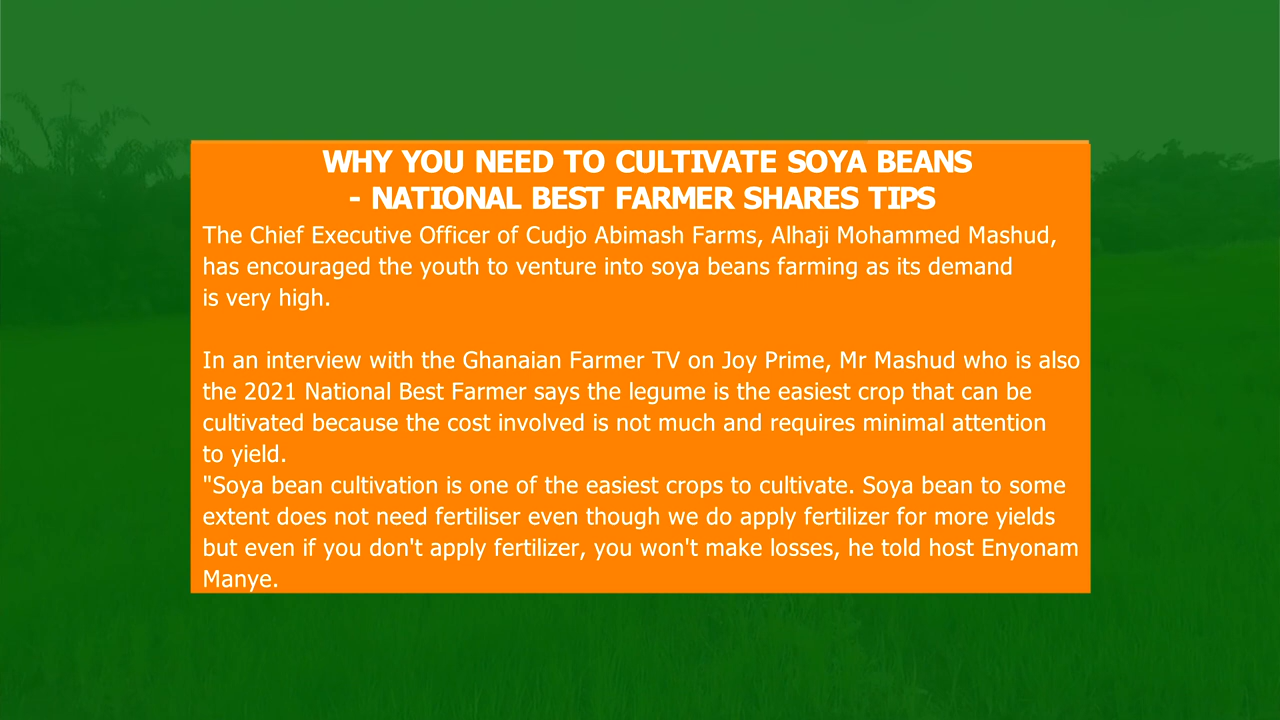 WHY YOU NEED TO CULTIVATE SOYA BEANS
- NATIONAL BEST FARMER SHARES TIPS
The Chief Executive Officer of Cudjo Abimash Farms, Alhaji Mohammed Mashud,
has encouraged the youth to venture into soya beans farming as its demand
is very high.
In an interview with the Ghanaian Farmer TV on Joy Prime, Mr Mashud who is also
the 2021 National Best Farmer says the legume is the easiest crop that can be
cultivated because the cost involved is not much and requires minimal attention
to yield.
"Soya bean cultivation is one of the easiest crops to cultivate. Soya bean to some
extent does not need fertiliser even though we do apply fertilizer for more yields
but even if you don't apply fertilizer, you won't make losses, he told host Enyonam
Manye.